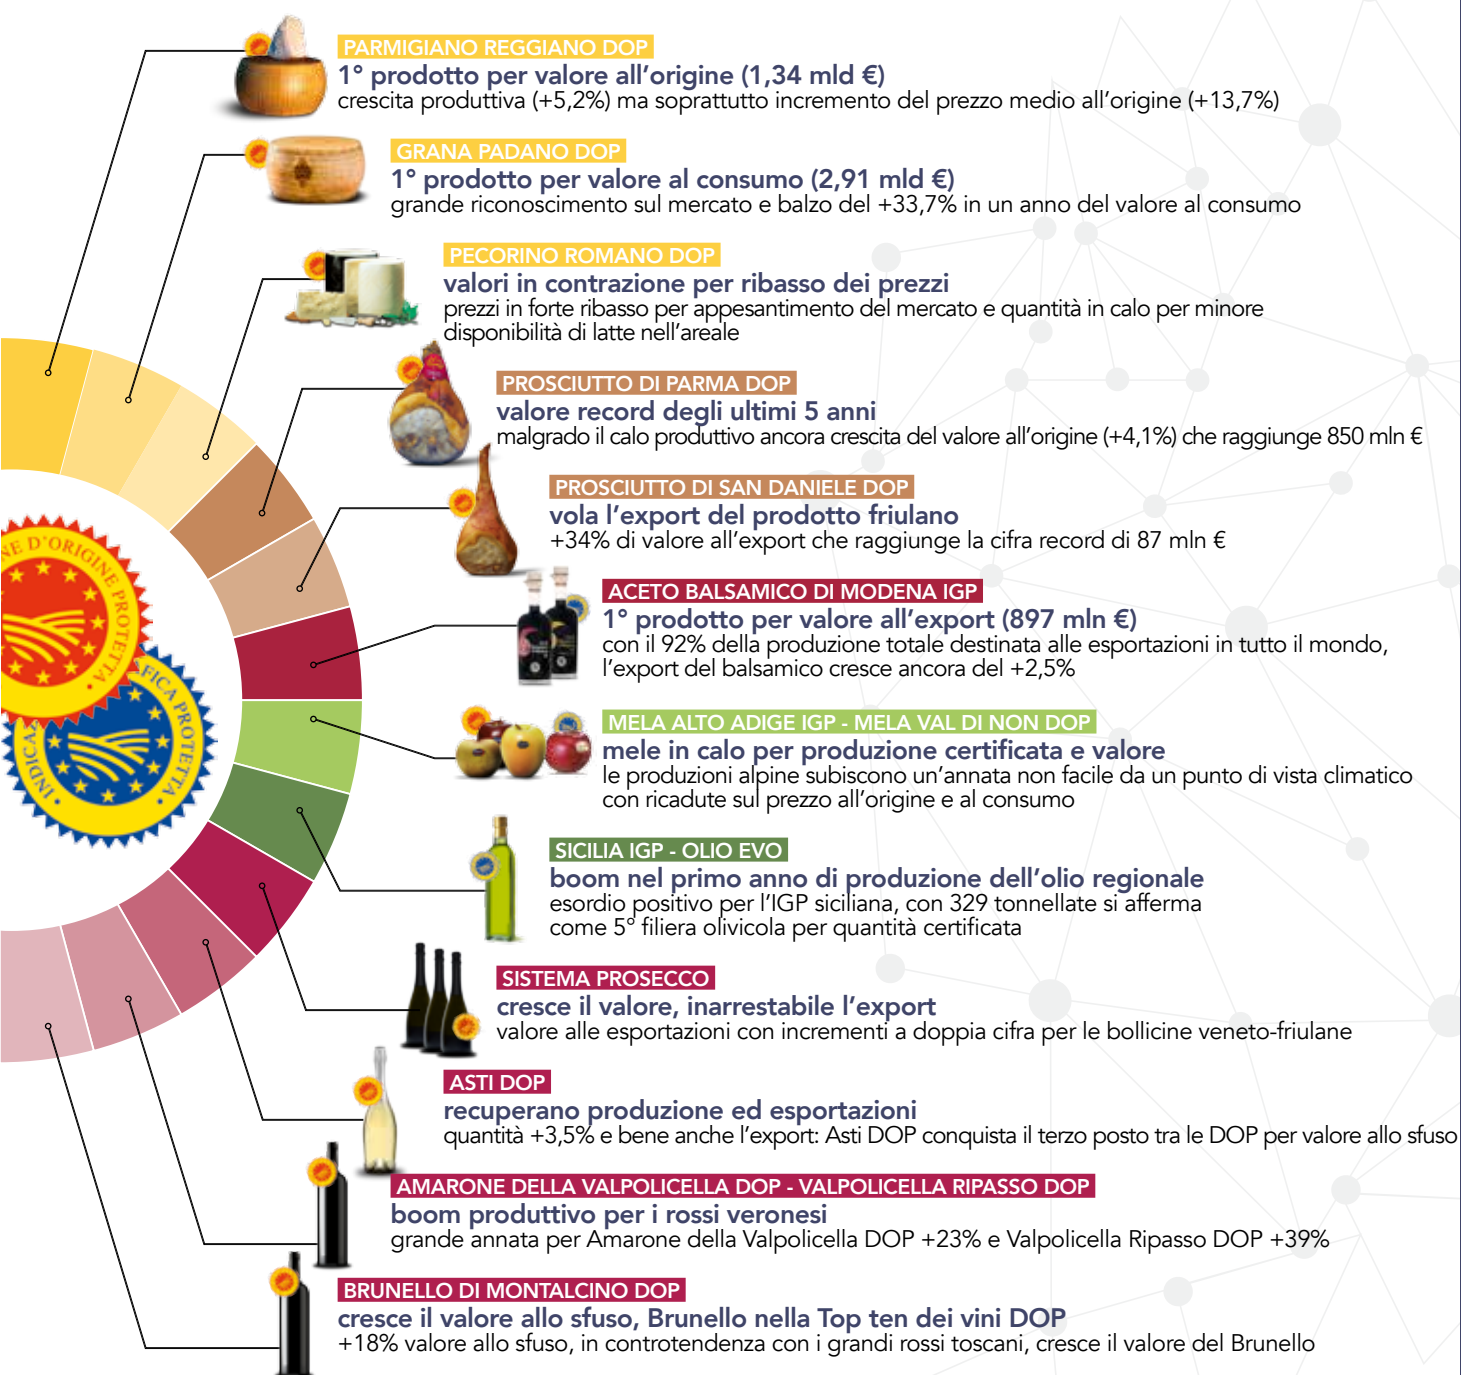 PARMIGIANO REGGIANO DOP
1° prodotto per valore all'origine (1,34 mld €)
crescita produttiva (+5,2%) ma soprattutto incremento del prezzo medio all'origine (+13,7%)
GRANA PADANO DOP
1° prodotto per valore al consumo (2,91 mld €)
grande riconoscimento sul mercato e balzo del +33,7% in un anno del valore al consumo
PECORINO ROMANO DOP
valori in contrazione per ribasso dei prezzi
prezzi in forte ribasso per appesantimento del mercato e quantità in calo per minore
disponibilità di latte nell'areale
PROSCIUTTO DI PARMA DOP
valore record degli ultimi 5 anni
malgrado il calo produttivo ancora crescita del valore all'origine (+4,1%) che raggiunge 850 mln €
PROSCIUTTO DI SAN DANIELE DOP
vola l'export del prodotto friulano
+34% di valore all'export che raggiunge la cifra record di 87 mln €
ACETO BALSAMICO DI MODENA IGP
1° prodotto per valore all'export (897 mln €)
con il 92% della produzione totale destinata alle esportazioni in tutto il mondo,
l'export del balsamico cresce ancora del +2,5%
MELA ALTO ADIGE IGP - MELA VAL DI NON DOP
mele in calo per produzione certificata e valore
le produzioni alpine subiscono un'annata non facile da un punto di vista climatico
con ricadute sul prezzo all'origine e al consumo
SICILIA IGP - OLIO EVO
boom nel primo anno di produzione dell'olio regionale
esordio positivo per l'IGP siciliana, con 329 tonnellate si afferma
come 5° filiera olivicola per quantità certificata
SISTEMA PROSECCO
cresce il valore, inarrestabile l'export
valore alle esportazioni con incrementi a doppia cifra per le bollicine veneto-friulane
ASTI DOP
recuperano produzione ed esportazioni
quantità +3,5% e bene anche l'export: Asti DOP conquista il terzo posto tra le DOP per valore allo sfuso
AMARONE DELLA VALPOLICELLA DOP - VALPOLICELLA RIPASSO DOP
boom produttivo per i rossi veronesi
grande annata per Amarone della Valpolicella DOP +23% e Valpolicella Ripasso DOP +39%
BRUNELLO DI MONTALCINO DOP
cresce il valore allo sfuso, Brunello nella Top ten dei vini DOP
+18% valore allo sfuso, in controtendenza con i grandi rossi toscani, cresce il valore del Brunello
NE D'ORIGINE PROTETTA
INDICAZ
FICA PROTETTA